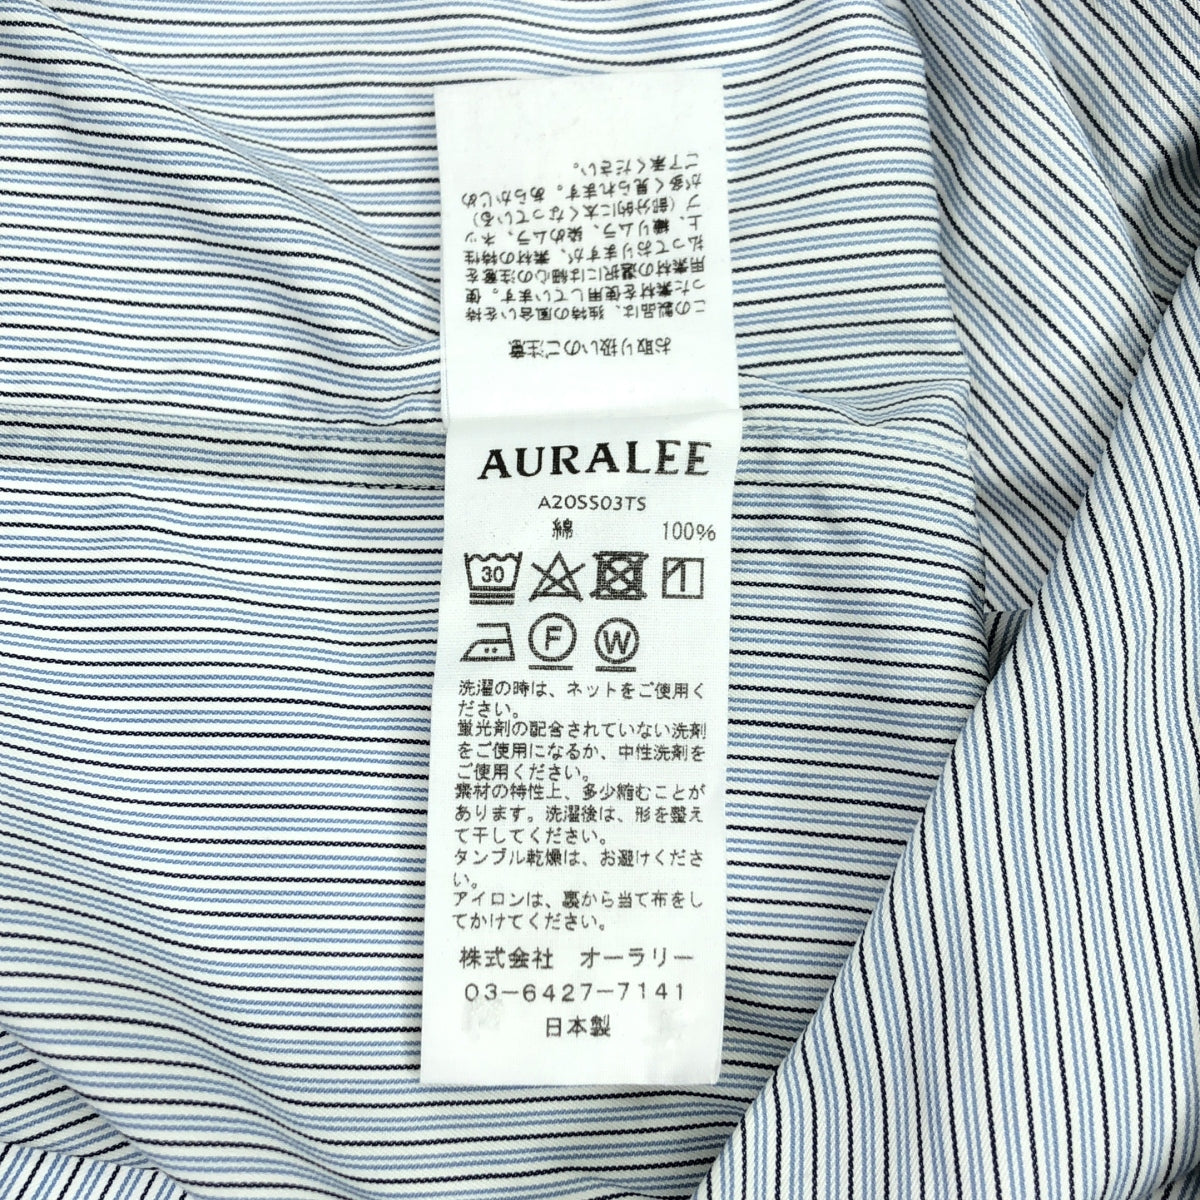 お取り扱いのご注意
この製品は、独特の風合いを持
った素材を使用しています。使
用素材の選択には細心の注意を
払っておりますが、素材の特性
上、織りムラ、染めムラ、ネッ
プ(部分的に太くなっている)
が多く見られます。あらかじめ
ご了承ください。
AURALEE
A20SS03TS
綿 100%
30
F W
洗濯の時は、ネットをご使用く
ださい。
蛍光剤の配合されていない洗剤
をご使用になるか、中性洗剤を
ご使用ください。
素材の特性上、多少縮むことが
あります。洗濯後は、形を整え
て干してください。
タンブル乾燥は、お避けくださ
い。
アイロンは、裏から当て布をし
てかけてください。
株式会社 オーラリー
03-6427-7141
日本製